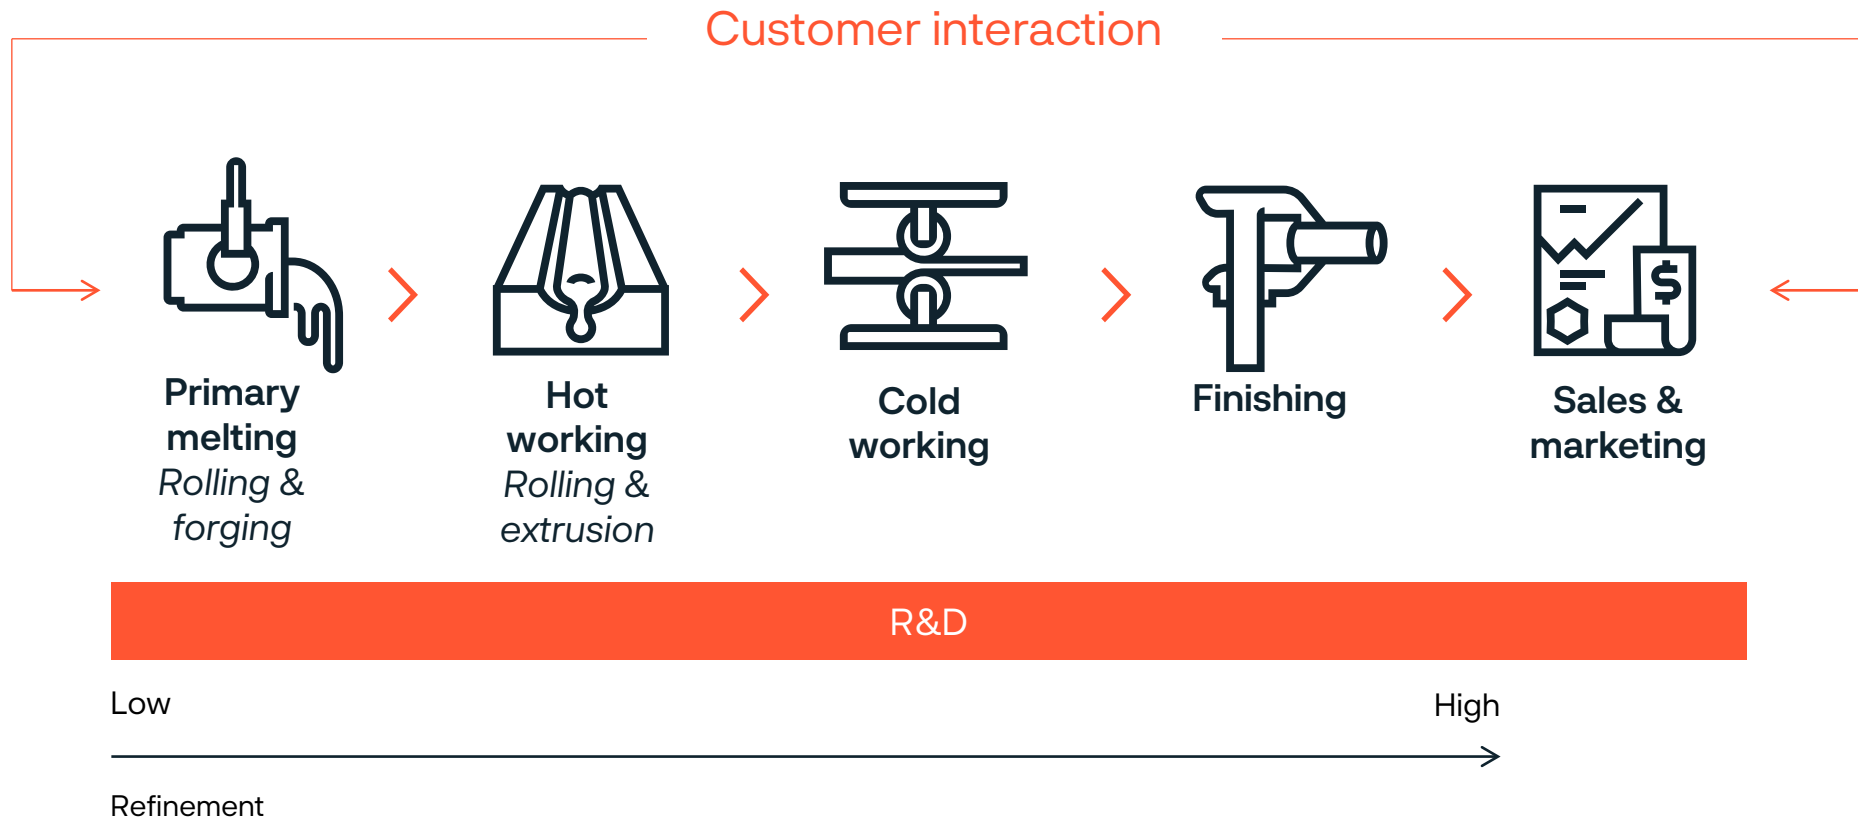 Customer interaction
Primary
melting
Rolling &
forging
Hot
working
Rolling &
extrusion
Cold
working
Finishing
$
Sales &
marketing
R&D
Low
High
Refinement